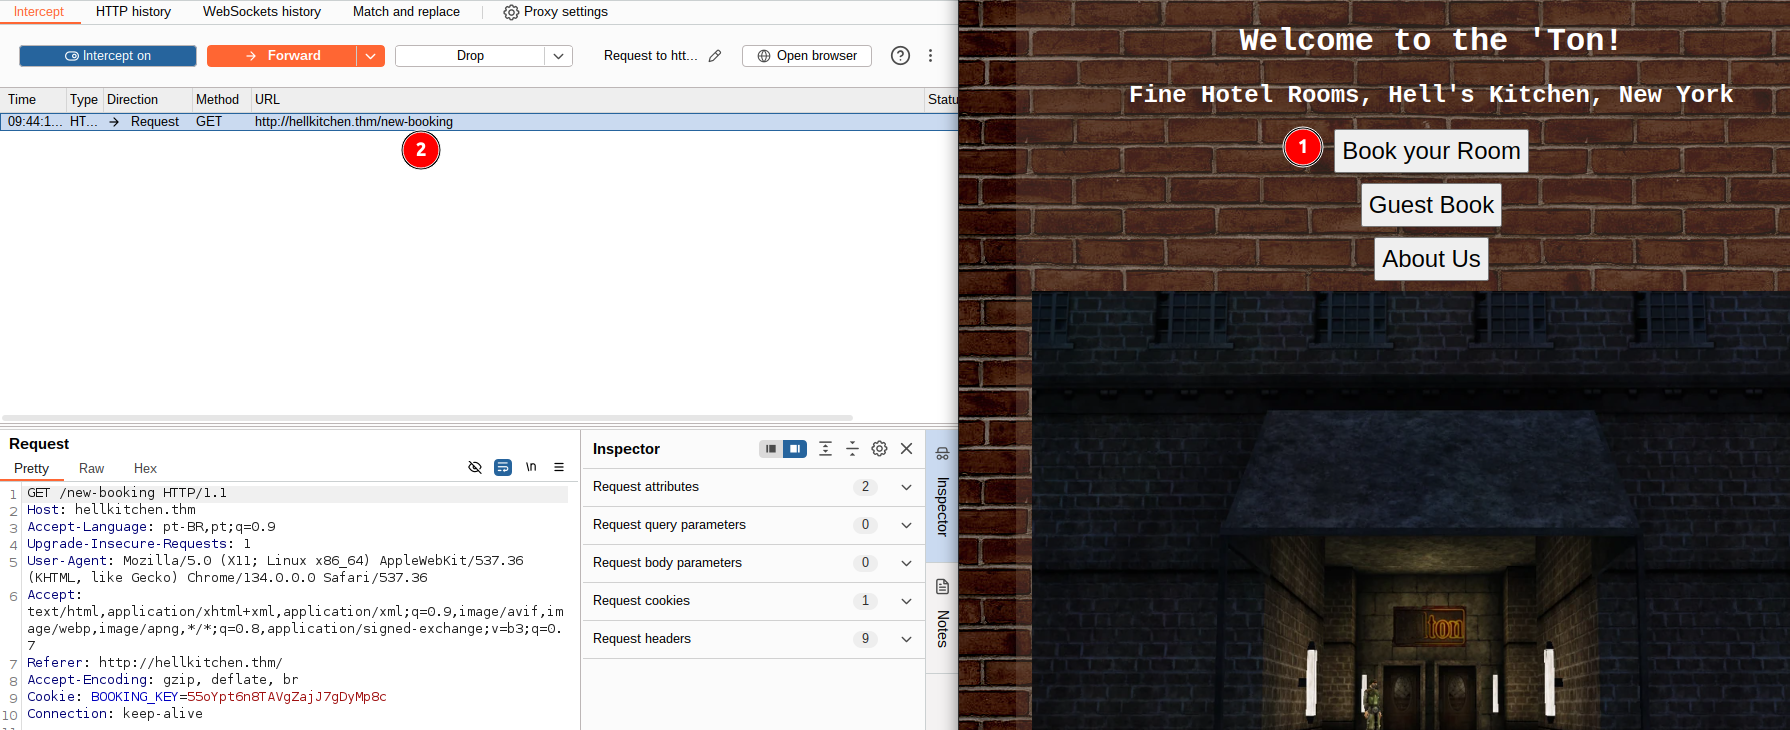 Intercept HTTP history WebSockets history Match and replace Proxy settings
Intercept on Forward Drop Request to htt... Open browser
Time Type Direction Method URL Statu
09:44:1... HT... Request GET http://hellkitchen.thm/new-booking
2
Request
Pretty Raw Hex
\n
1 GET /new-booking HTTP/1.1
2 Host: hellkitchen.thm
3 Accept-Language: pt-BR,pt;q=0.9
4 Upgrade-Insecure-Requests: 1
5 User-Agent: Mozilla/5.0 (X11; Linux x86_64) AppleWebKit/537.36
(KHTML, like Gecko) Chrome/134.0.0.0 Safari/537.36
6 Accept:
text/html,application/xhtml+xml,application/xml;q=0.9,image/avif,im
age/webp,image/apng,*/*;q=0.8,application/signed-exchange;v=b3;q=0.
7
7 Referer: http://hellkitchen.thm/
8 Accept-Encoding: gzip, deflate, br
9 Cookie: BOOKING_KEY=55oYpt6n8TAVgZajJ7gDyMp8c
10 Connection: keep-alive
Inspector
Request attributes 2
Request query parameters 0
Request body parameters 0
Request cookies 1
Request headers 9
Inspector
Notes
Welcome to the 'Ton!
Fine Hotel Rooms, Hell's Kitchen, New York
1
Book your Room
Guest Book
About Us
lton